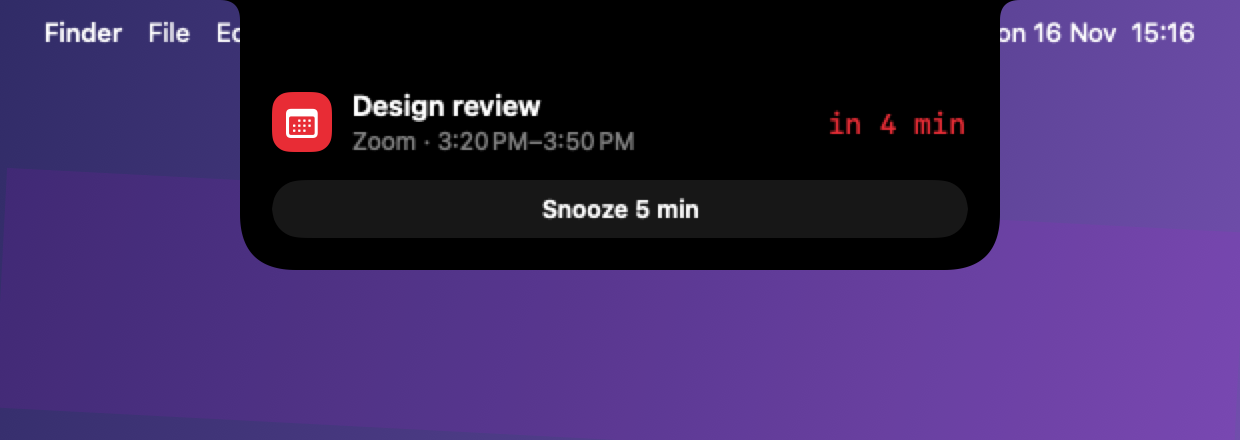 Finder File
on 16 Nov 15:16
Design review
in 4 min
Zoom · 3:20 PM–3:50 PM
Snooze 5 min